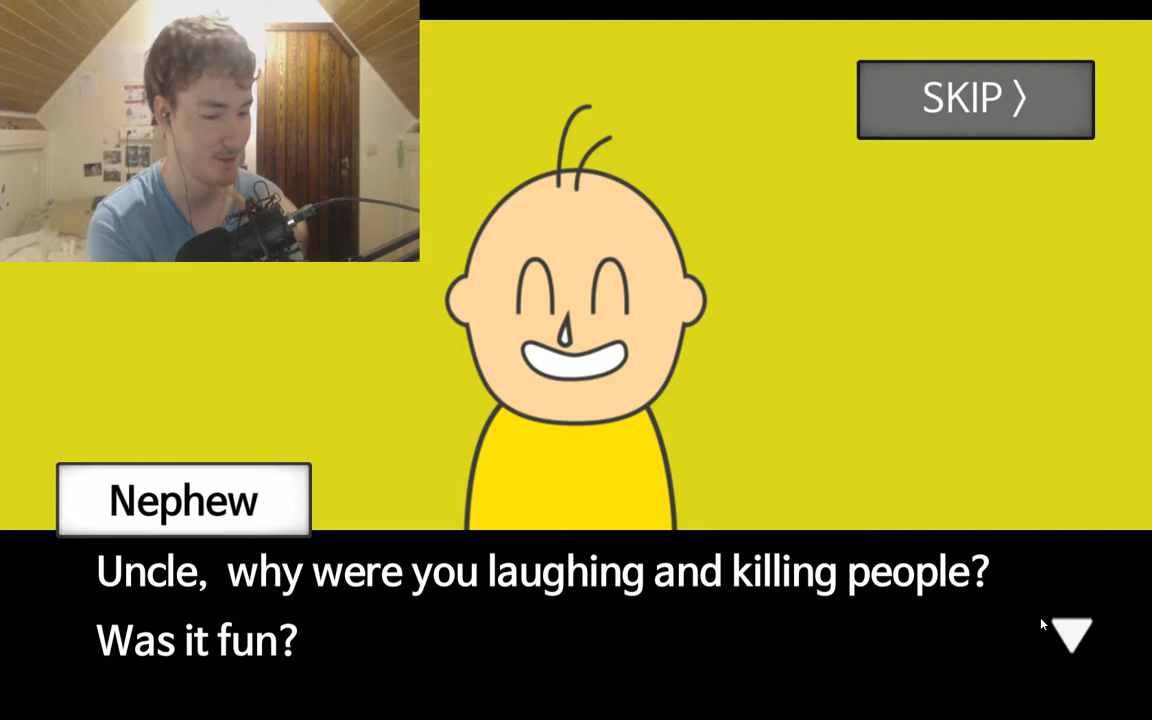 SKIP 〉
Nephew
Uncle, why were you laughing and killing people?
Was it fun?